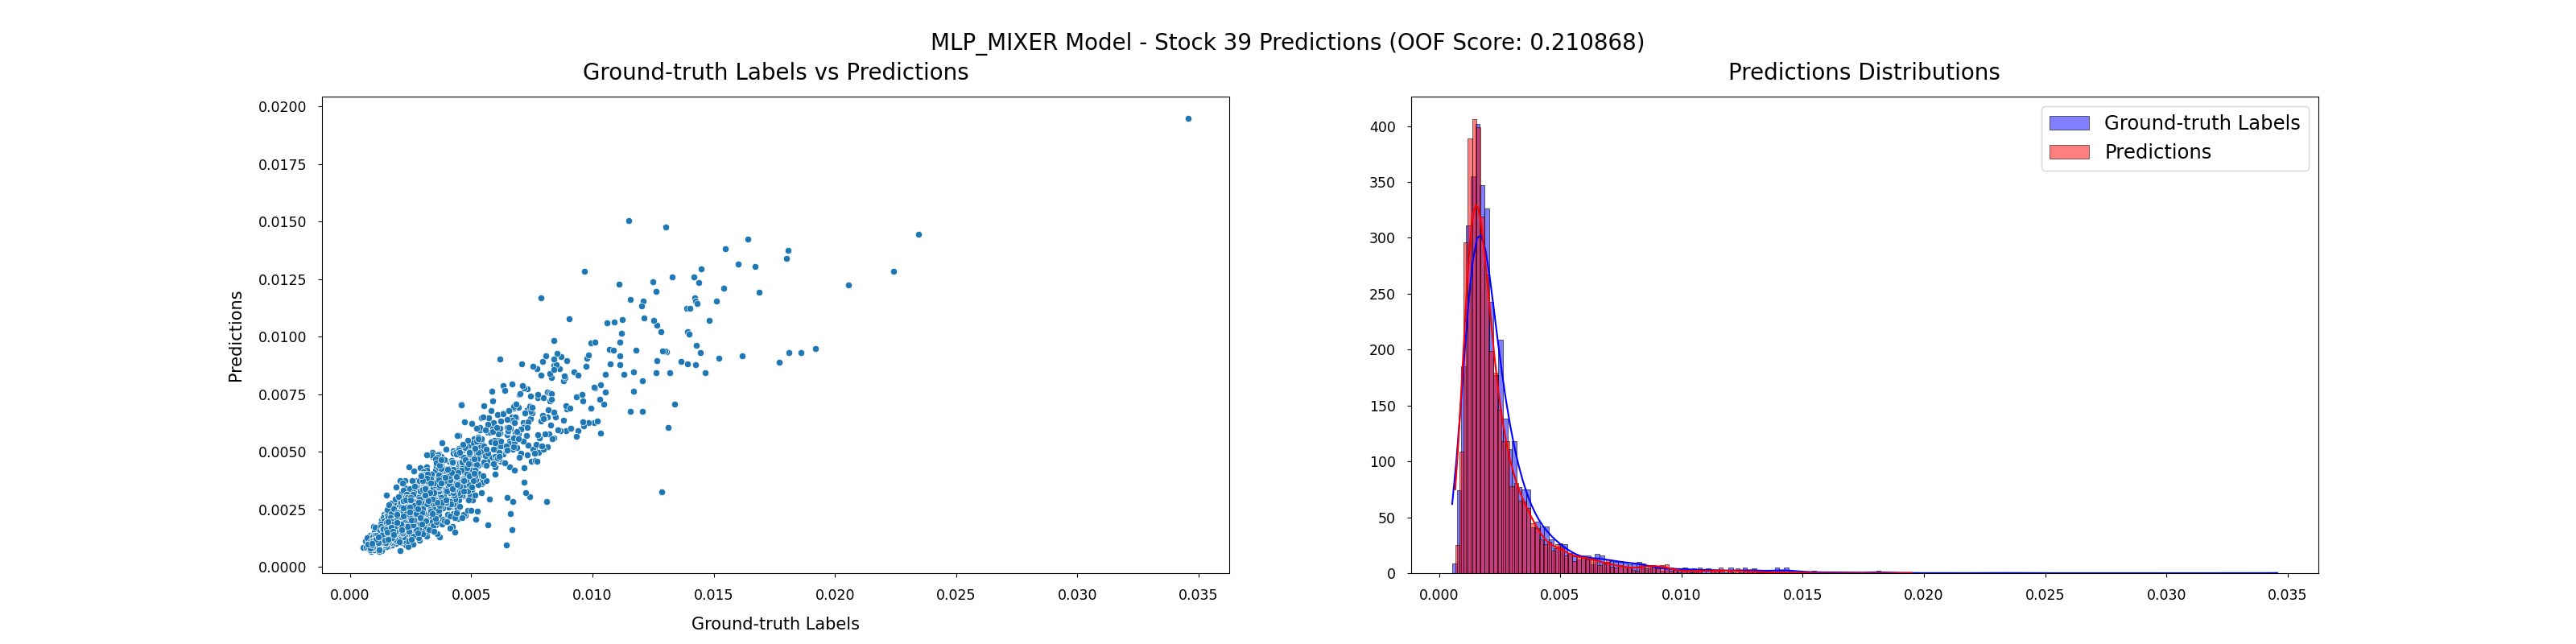 MLP_MIXER Model - Stock 39 Predictions (OOF Score: 0.210868)
Ground-truth Labels vs Predictions
0.0200
0.0175
0.0150
0.0125
0.0100
0.0075
0.0050
0.0025
0.0000
Predictions
0.000 0.005 0.010 0.015 0.020 0.025 0.030 0.035
Ground-truth Labels
Predictions Distributions
Ground-truth Labels
Predictions
400
350
300
250
200
150
100
50
0
0.000 0.005 0.010 0.015 0.020 0.025 0.030 0.035